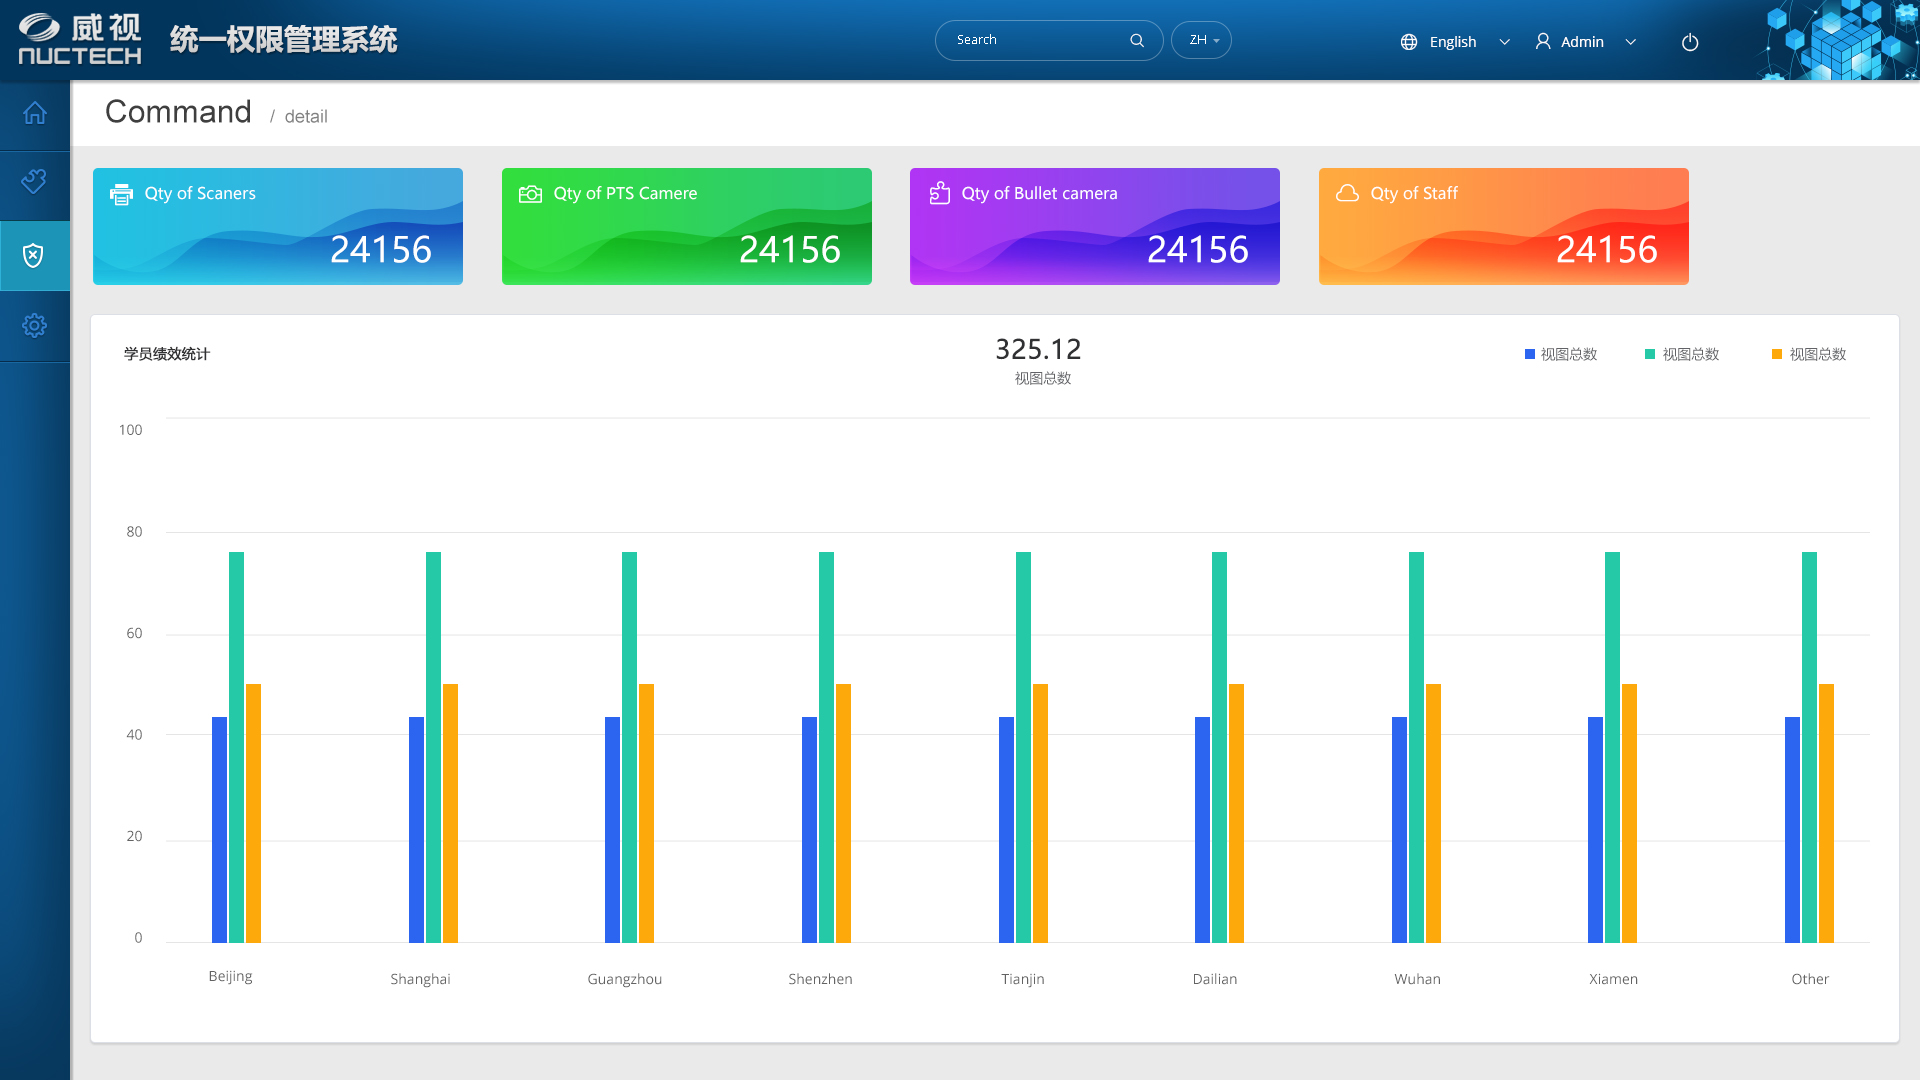 威视
NUCTECH
统一权限管理系统
Search
ZH
English
Admin
Command / detail
Qty of Scaners
24156
Qty of PTS Camere
24156
Qty of Bullet camera
24156
Qty of Staff
24156
学员绩效统计
325.12
视图总数
视图总数
视图总数
视图总数
100
80
60
40
20
0
Beijing
Shanghai
Guangzhou
Shenzhen
Tianjin
Dailian
Wuhan
Xiamen
Other